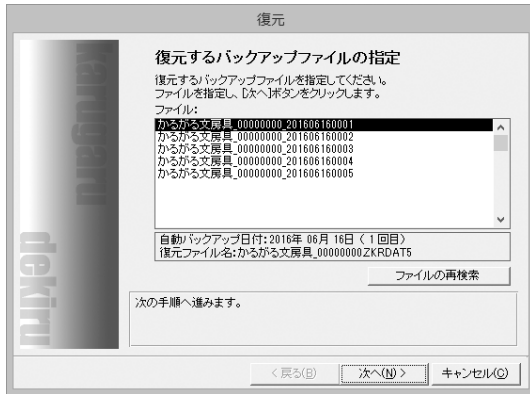 復元
karugaru
dekiru
復元するバックアップファイルの指定
復元するバックアップファイルを指定してください。
ファイルを指定し、[次へ]ボタンをクリックします。
ファイル:
かるがる文房具_00000000_201606160001
かるがる文房具_00000000_201606160002
かるがる文房具_00000000_201606160003
かるがる文房具_00000000_201606160004
かるがる文房具_00000000_201606160005
自動バックアップ日付:2016年 06月 16日 ( 1 回目)
復元ファイル名:かるがる文房具_00000000.ZKRDAT5
ファイルの再検索
次の手順へ進みます。
< 戻る(B)
次へ(N) >
キャンセル(C)